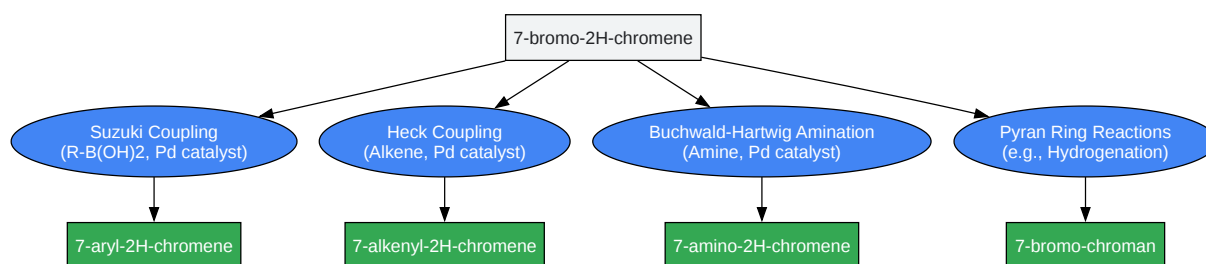 7-bromo-2H-chromene
Suzuki Coupling
(R-B(OH)2, Pd catalyst)
Heck Coupling
(Alkene, Pd catalyst)
Buchwald-Hartwig Amination
(Amine, Pd catalyst)
Pyran Ring Reactions
(e.g., Hydrogenation)
7-aryl-2H-chromene
7-alkenyl-2H-chromene
7-amino-2H-chromene
7-bromo-chroman